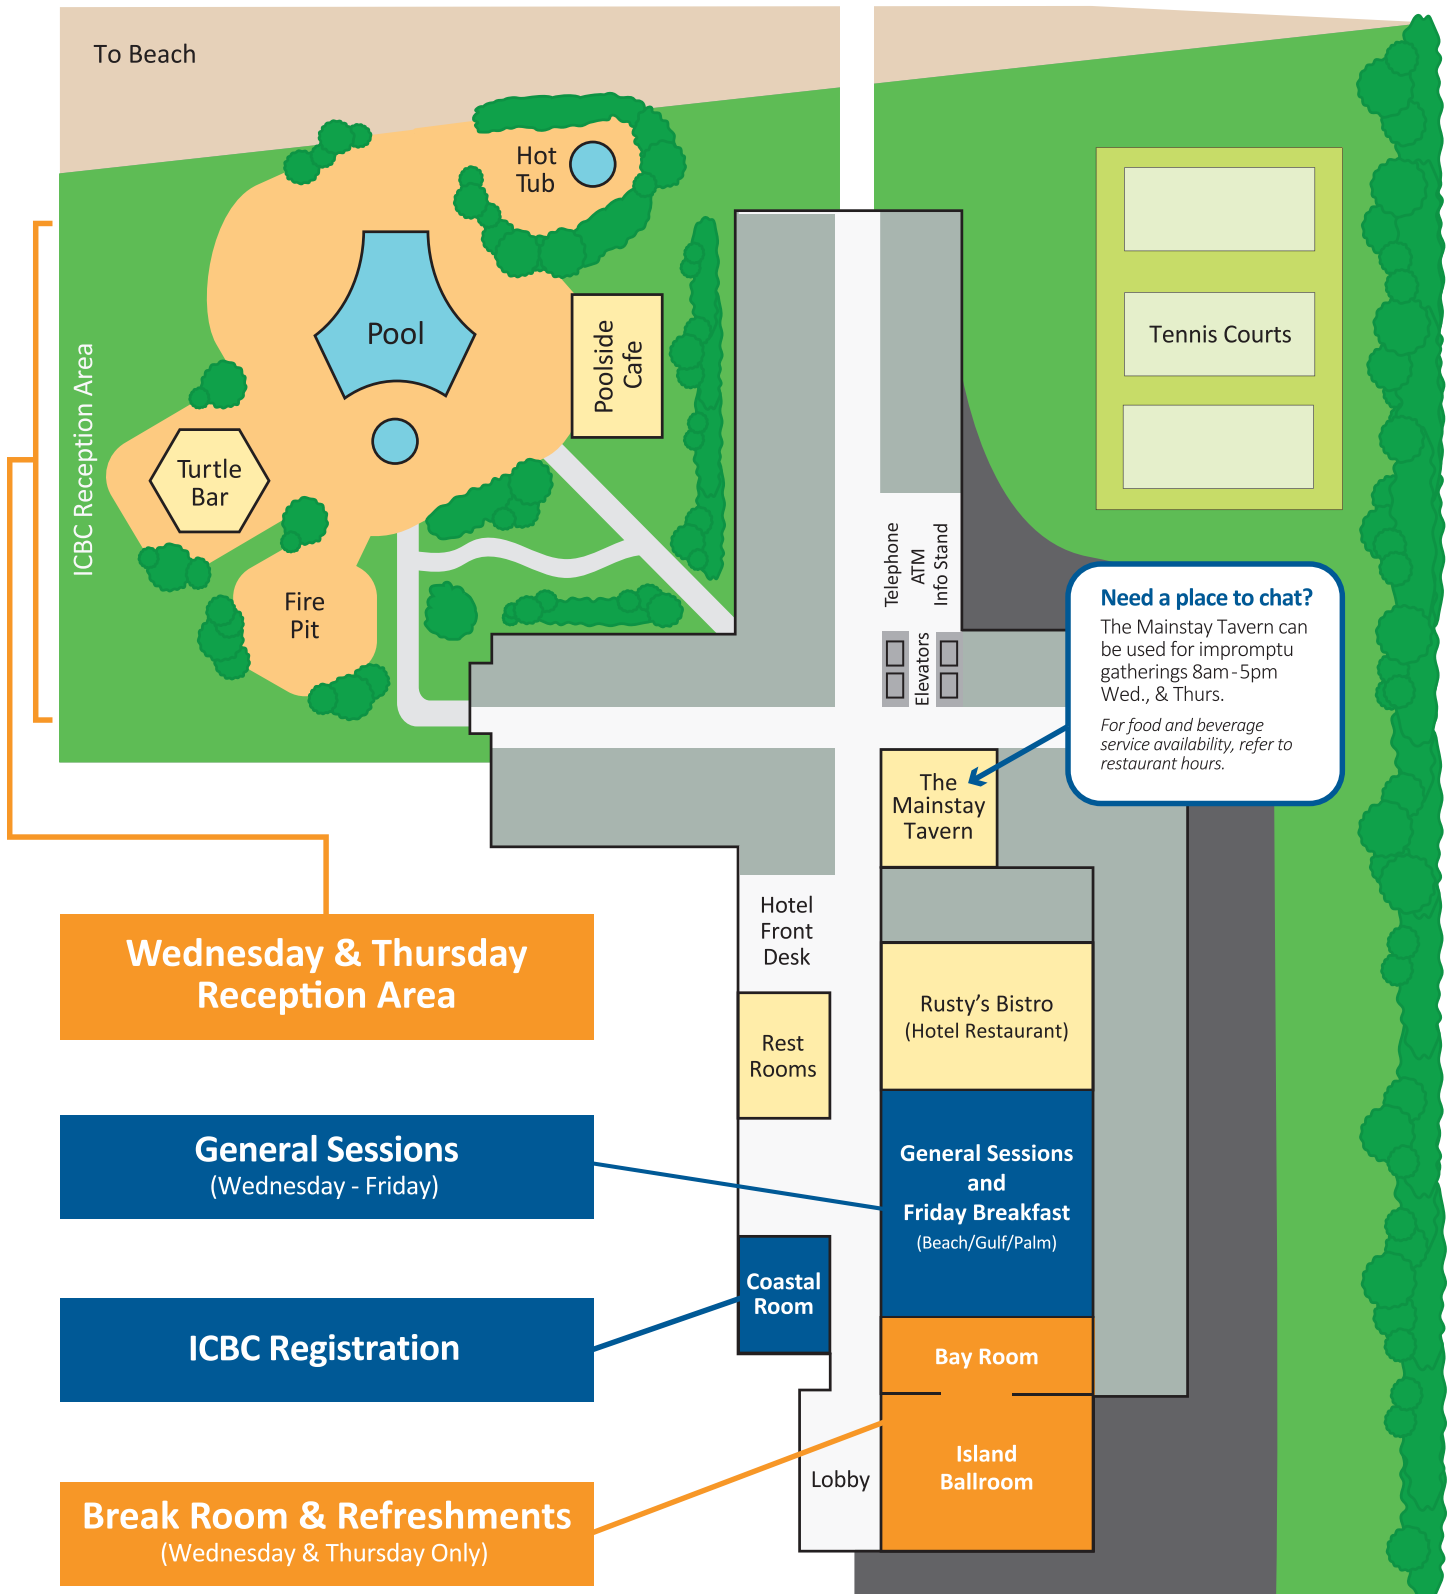 To Beach
Hot
Tub
Pool
Poolside
Cafe
Tennis Courts
ICBC Reception Area
Turtle
Bar
Fire
Pit
Telephone
ATM
Info Stand
Elevators
Need a place to chat?
The Mainstay Tavern can
be used for impromptu
gatherings 8am-5pm
Wed., & Thurs.
For food and beverage
service availability, refer to
restaurant hours.
The
Mainstay
Tavern
Hotel
Front
Desk
Wednesday & Thursday
Reception Area
Rusty’s Bistro
(Hotel Restaurant)
Rest
Rooms
General Sessions
(Wednesday - Friday)
General Sessions
and
Friday Breakfast
(Beach/Gulf/Palm)
Coastal
Room
ICBC Registration
Bay Room
Island
Ballroom
Lobby
Break Room & Refreshments
(Wednesday & Thursday Only)